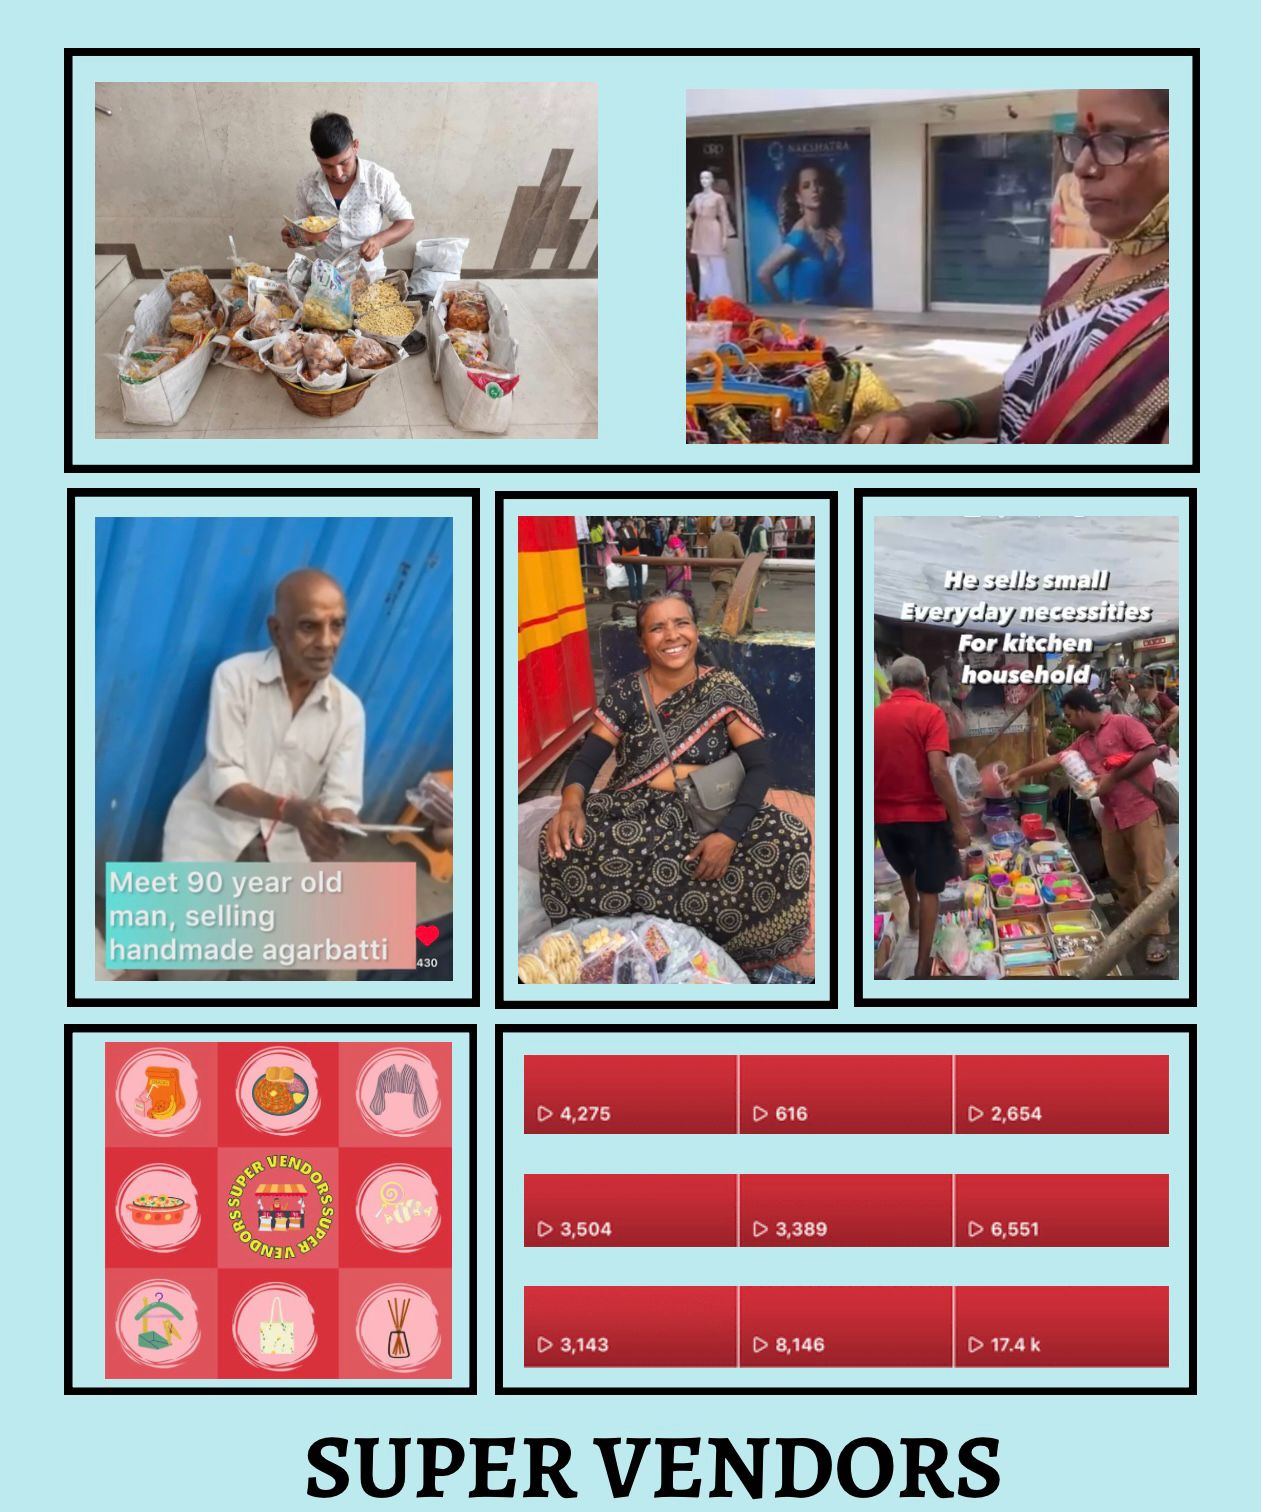 NAKSHATRA
Meet 90 year old
man, selling
handmade agarbatti
430
He sells small
Everyday necessities
For kitchen
household
SUPER VENDORS SUPER VENDORS
4,275
616
2,654
3,504
3,389
6,551
3,143
8,146
17.4 k
SUPER VENDORS